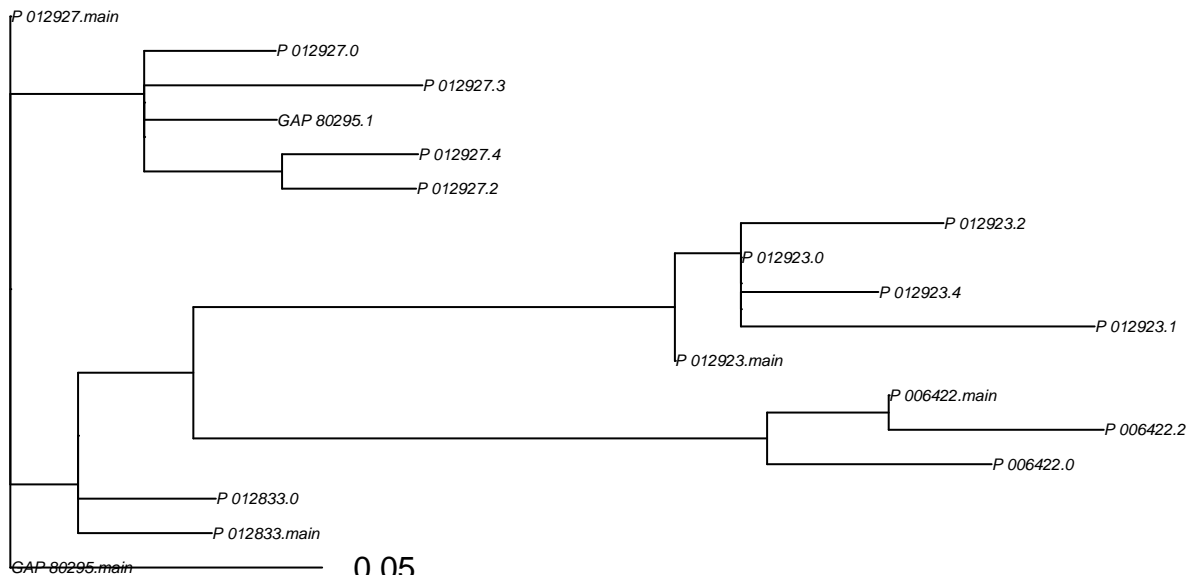 P 012927.main
P 012927.0
P 012927.3
GAP 80295.1
P 012927.4
P 012927.2
P 012923.2
P 012923.0
P 012923.4
P 012923.1
P 012923.main
P 006422.main
P 006422.2
P 006422.0
P 012833.0
P 012833.main
GAP 80295.main
0.05